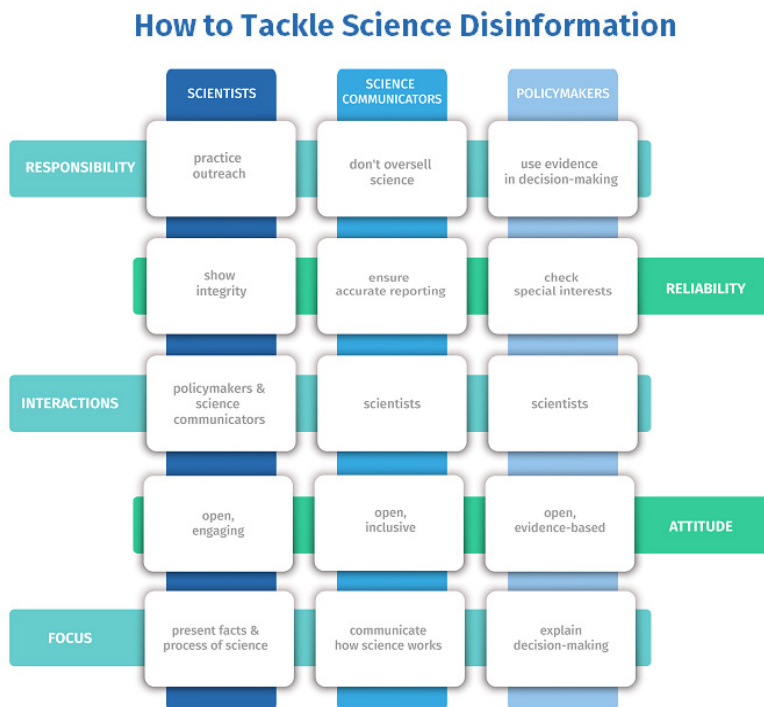 How to Tackle Science Disinformation
SCIENTISTS
SCIENCE
COMMUNICATORS
POLICYMAKERS
RESPONSIBILITY
practice
outreach
don't oversell
science
use evidence
in decision-making
show
integrity
ensure
accurate reporting
check
special interests
RELIABILITY
INTERACTIONS
policymakers &
science
communicators
scientists
scientists
open,
engaging
open,
inclusive
open,
evidence-based
ATTITUDE
FOCUS
present facts &
process of science
communicate
how science works
explain
decision-making